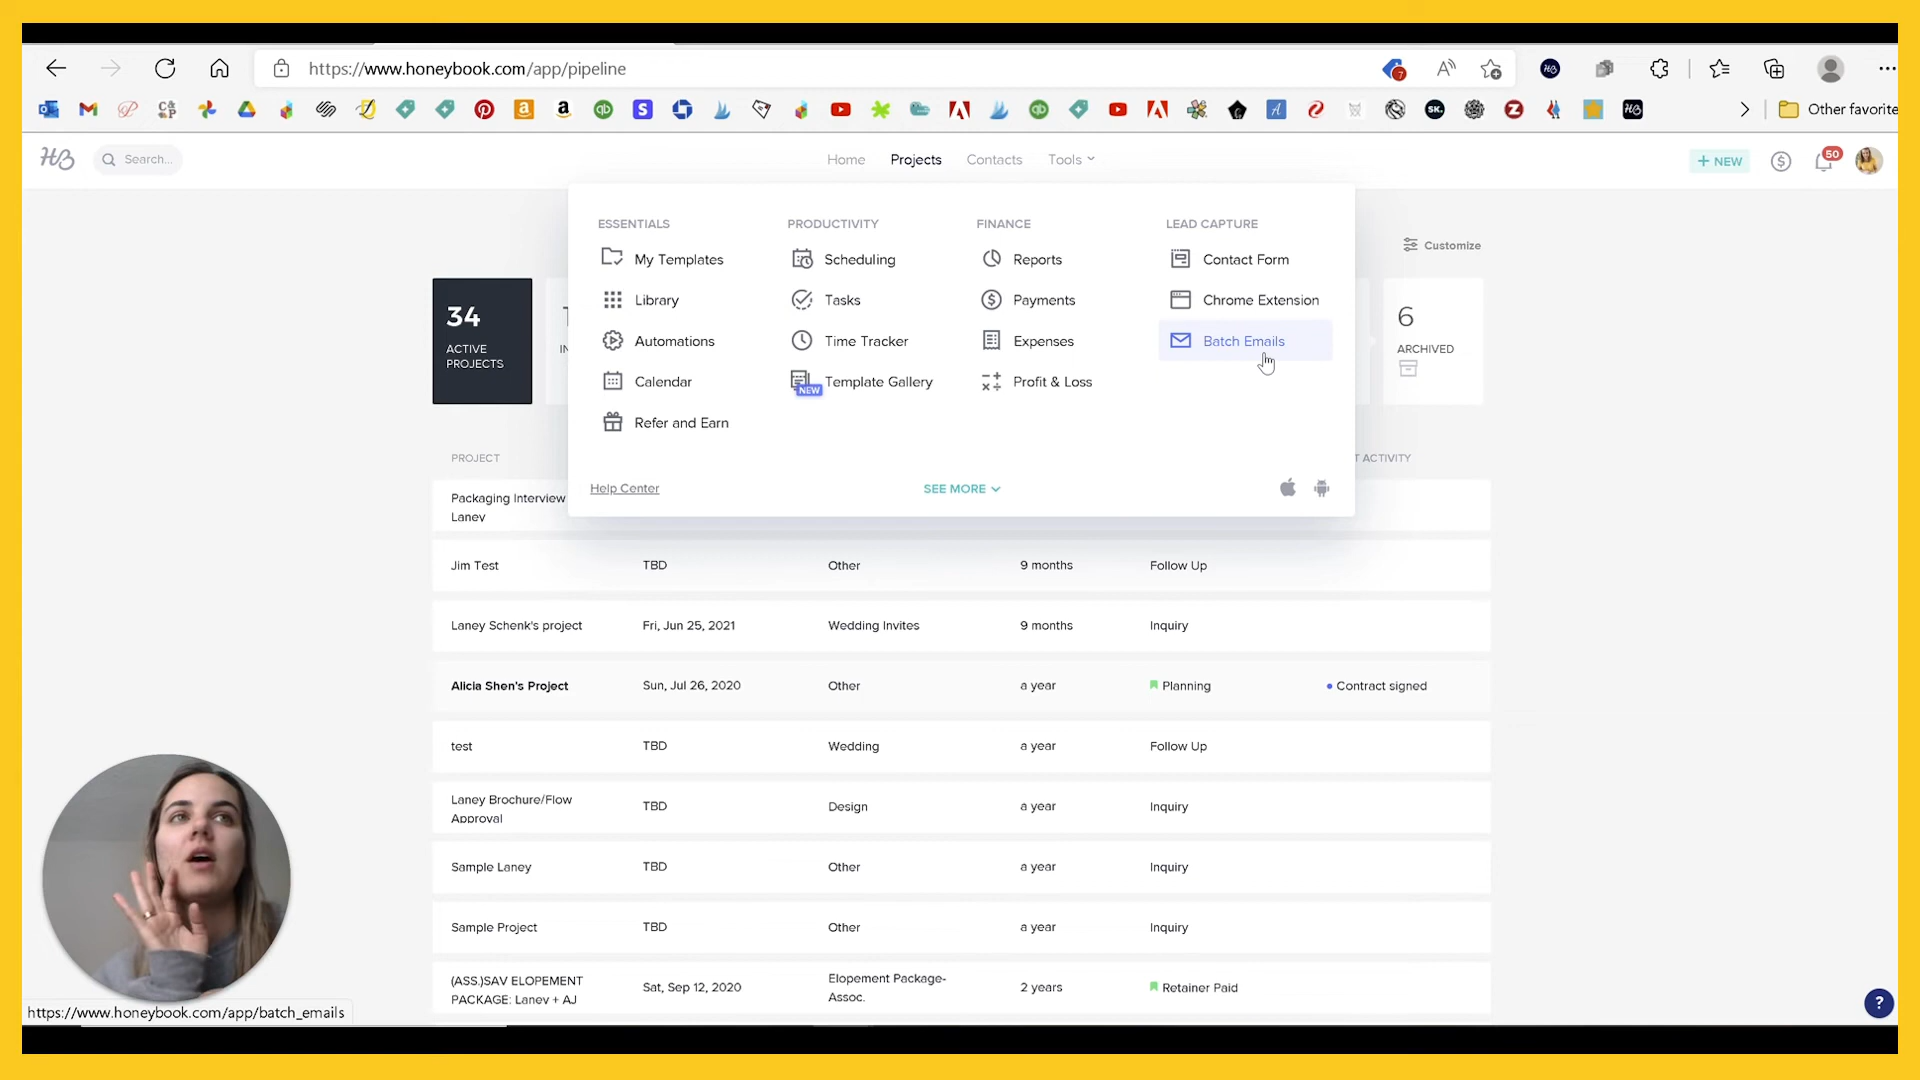 https://www.honeybook.com/app/pipeline
Other favorite
Search...
Home
Projects
Contacts
Tools
+ NEW
50
ESSENTIALS
My Templates
Library
Automations
Calendar
Refer and Earn
PRODUCTIVITY
Scheduling
Tasks
Time Tracker
NEW
Template Gallery
FINANCE
Reports
Payments
Expenses
Profit & Loss
LEAD CAPTURE
Contact Form
Chrome Extension
Batch Emails
Help Center
SEE MORE
Customize
34
ACTIVE
PROJECTS
6
ARCHIVED
PROJECT
T ACTIVITY
Packaging Interview
Laney
Jim Test
TBD
Other
9 months
Follow Up
Laney Schenk's project
Fri, Jun 25, 2021
Wedding Invites
9 months
Inquiry
Alicia Shen's Project
Sun, Jul 26, 2020
Other
a year
Planning
Contract signed
test
TBD
Wedding
a year
Follow Up
Laney Brochure/Flow
Approval
TBD
Design
a year
Inquiry
Sample Laney
TBD
Other
a year
Inquiry
Sample Project
TBD
Other
a year
Inquiry
(ASS.)SAV ELOPEMENT
PACKAGE: Laney + AJ
Sat, Sep 12, 2020
Elopement Package-
Assoc.
2 years
Retainer Paid
https://www.honeybook.com/app/batch_emails
?